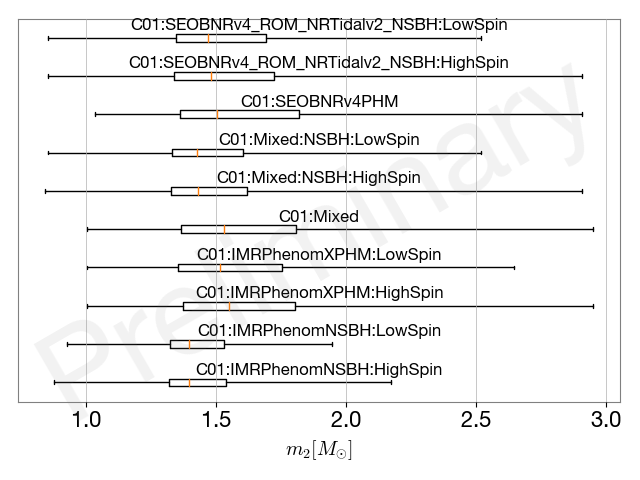 C01:SEOBNRv4_ROM_NRTidalv2_NSBH:LowSpin
C01:SEOBNRv4_ROM_NRTidalv2_NSBH:HighSpin
C01:SEOBNRv4PHM
C01:Mixed:NSBH:LowSpin
C01:Mixed:NSBH:HighSpin
C01:Mixed
C01:IMRPhenomXPHM:LowSpin
C01:IMRPhenomXPHM:HighSpin
C01:IMRPhenomNSBH:LowSpin
C01:IMRPhenomNSBH:HighSpin
Preliminary
1.0 1.5 2.0 2.5 3.0
m₂[M☉]